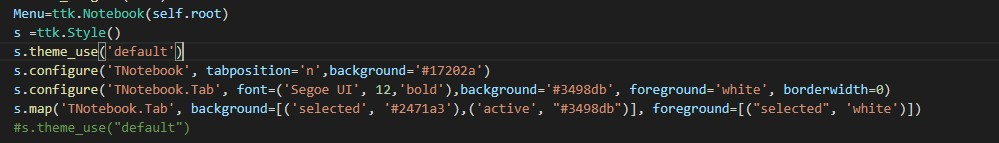 Menu=ttk.Notebook(self.root)
s =ttk.Style()
s.theme_use('default')
s.configure('TNotebook', tabposition='n',background='#17202a')
s.configure('TNotebook.Tab', font=('Segoe UI', 12,'bold'),background='#3498db', foreground='white', borderwidth=0)
s.map('TNotebook.Tab', background=[('selected', '#2471a3'),('active', "#3498db")], foreground=[("selected", 'white')])
#s.theme_use("default")